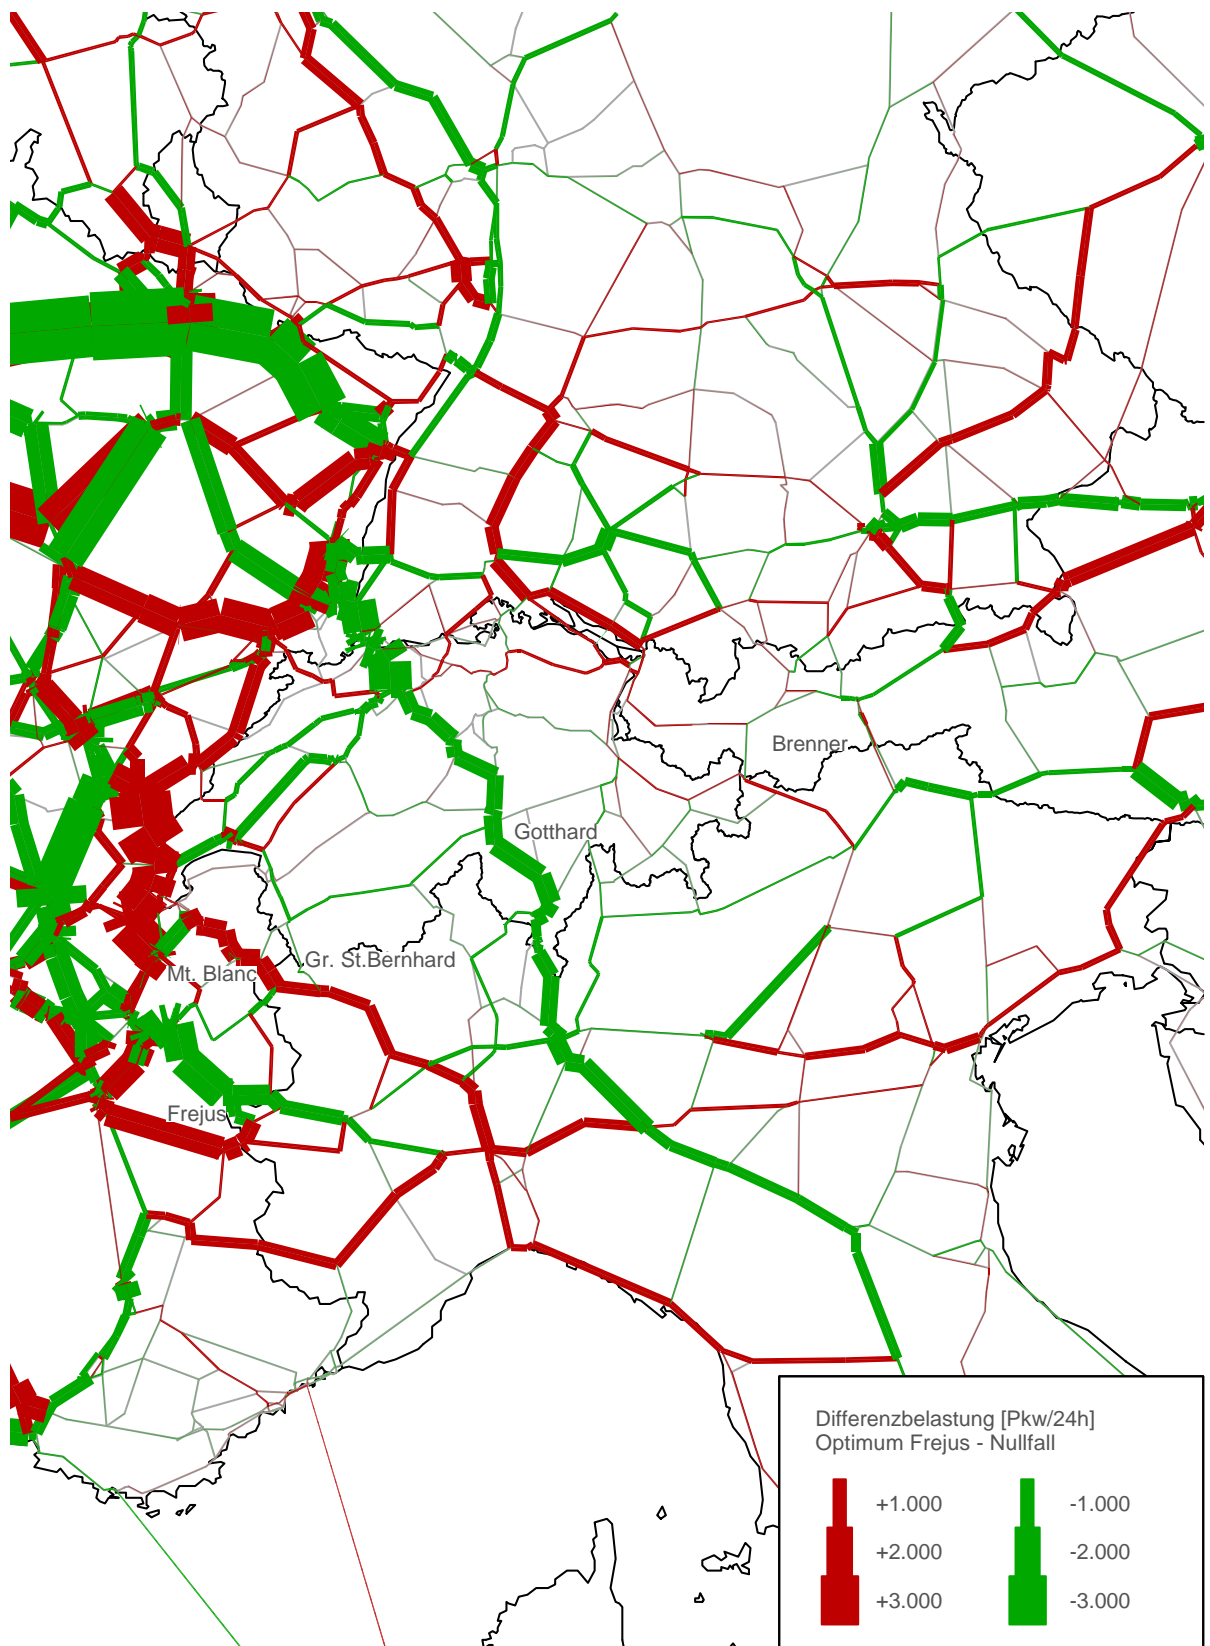 Brenner
Gotthard
Gr. St.Bernhard
Mt. Blanc
Frejus
Differenzbelastung [Pkw/24h]
Optimum Frejus - Nullfall
+1.000 -1.000
+2.000 -2.000
+3.000 -3.000